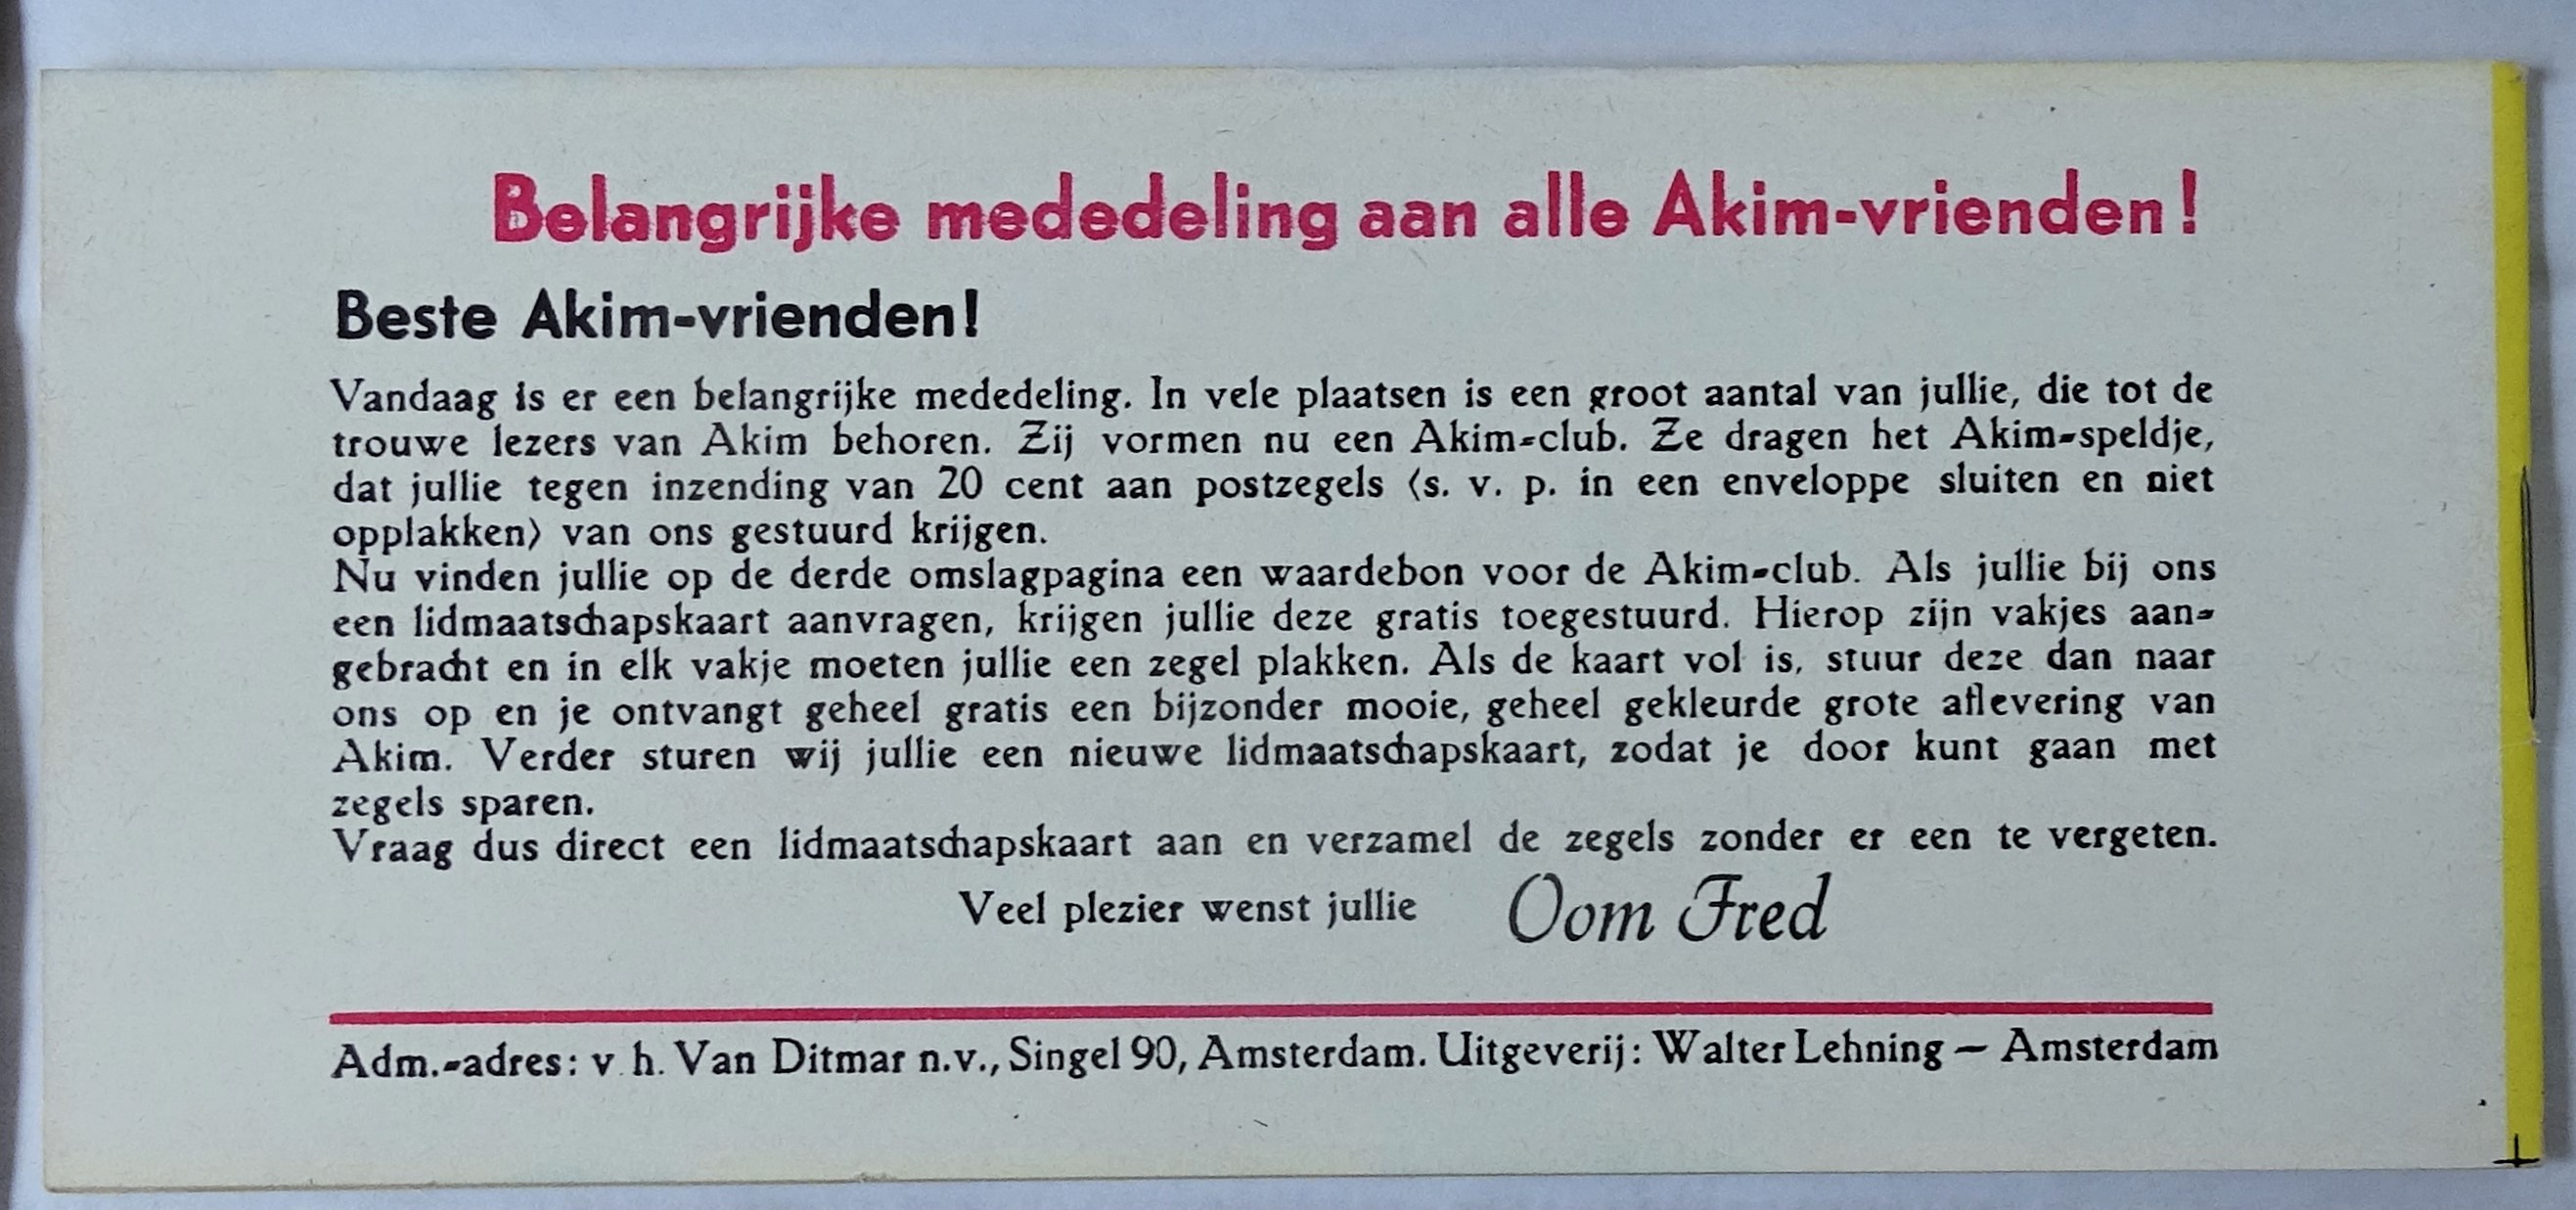 Belangrijke mededeling aan alle Akim-vrienden!
Beste Akim-vrienden!
Vandaag is er een belangrijke mededeling. In vele plaatsen is een groot aantal van jullie, die tot de
trouwe lezers van Akim behoren. Zij vormen nu een Akim-club. Ze dragen het Akim-speldje,
dat jullie tegen inzending van 20 cent aan postzegels (s. v. p. in een enveloppe sluiten en niet
opplakken) van ons gestuurd krijgen.
Nu vinden jullie op de derde omslagpagina een waardebon voor de Akim-club. Als jullie bij ons
een lidmaatschapskaart aanvragen, krijgen jullie deze gratis toegestuurd. Hierop zijn vakjes aan-
gebracht en in elk vakje moeten jullie een zegel plakken. Als de kaart vol is, stuur deze dan naar
ons op en je ontvangt geheel gratis een bijzonder mooie, geheel gekleurde grote aflevering van
Akim. Verder sturen wij jullie een nieuwe lidmaatschapskaart, zodat je door kunt gaan met
zegels sparen.
Vraag dus direct een lidmaatschapskaart aan en verzamel de zegels zonder er een te vergeten.
Veel plezier wenst jullie Oom Fred
Adm.-adres: v. h. Van Ditmar n.v., Singel 90, Amsterdam. Uitgeverij: Walter Lehning — Amsterdam